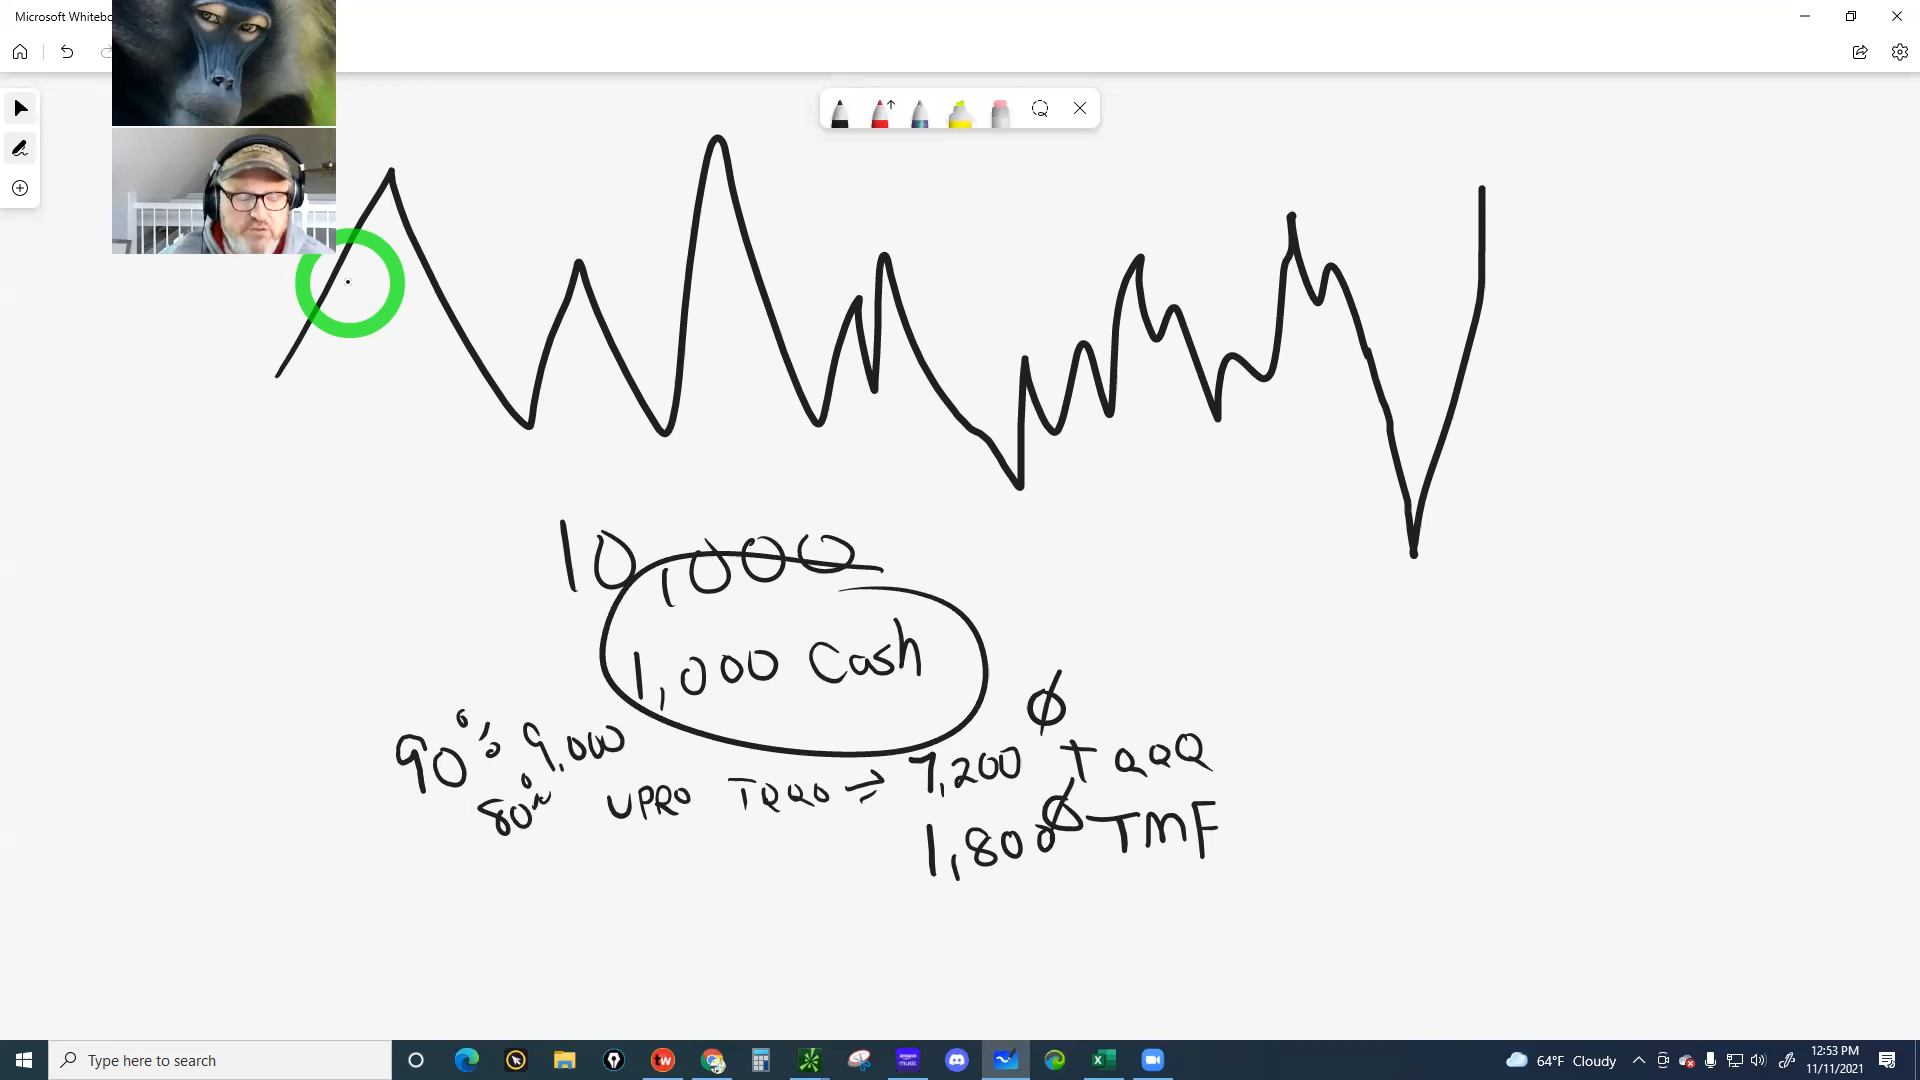 Microsoft Whitebo
10,000
1,000 Cash
90% 9,000
80% UPRO TQQQ ⇒ 7,200 Ø TQQQ
1,800 Ø TMF
Type here to search
64°F Cloudy
12:53 PM
11/11/2021